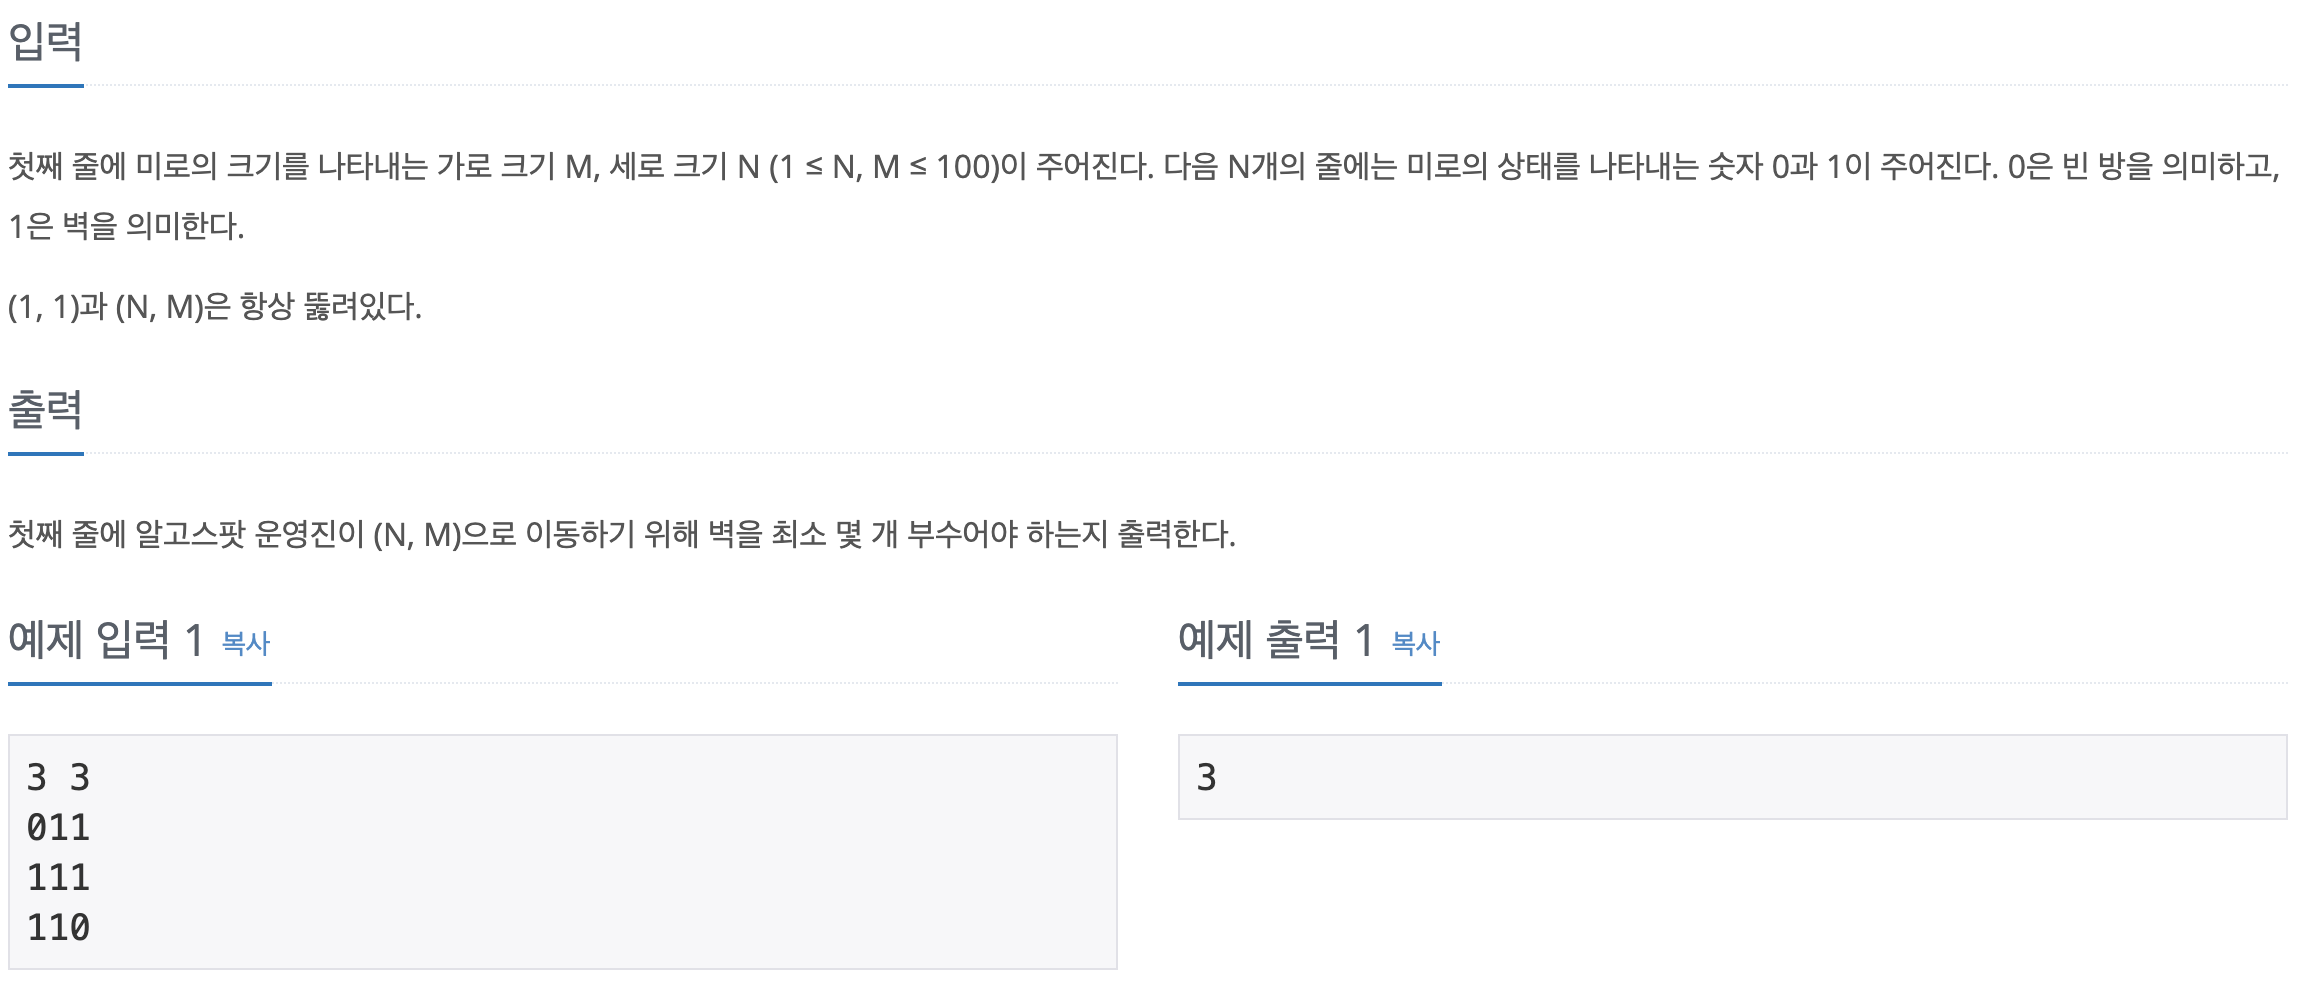 입력
첫째 줄에 미로의 크기를 나타내는 가로 크기 M, 세로 크기 N (1 ≤ N, M ≤ 100)이 주어진다. 다음 N개의 줄에는 미로의 상태를 나타내는 숫자 0과 1이 주어진다. 0은 빈 방을 의미하고,
1은 벽을 의미한다.
(1, 1)과 (N, M)은 항상 뚫려있다.
출력
첫째 줄에 알고스팟 운영진이 (N, M)으로 이동하기 위해 벽을 최소 몇 개 부수어야 하는지 출력한다.
예제 입력 1 복사
3 3
011
111
110
예제 출력 1 복사
3